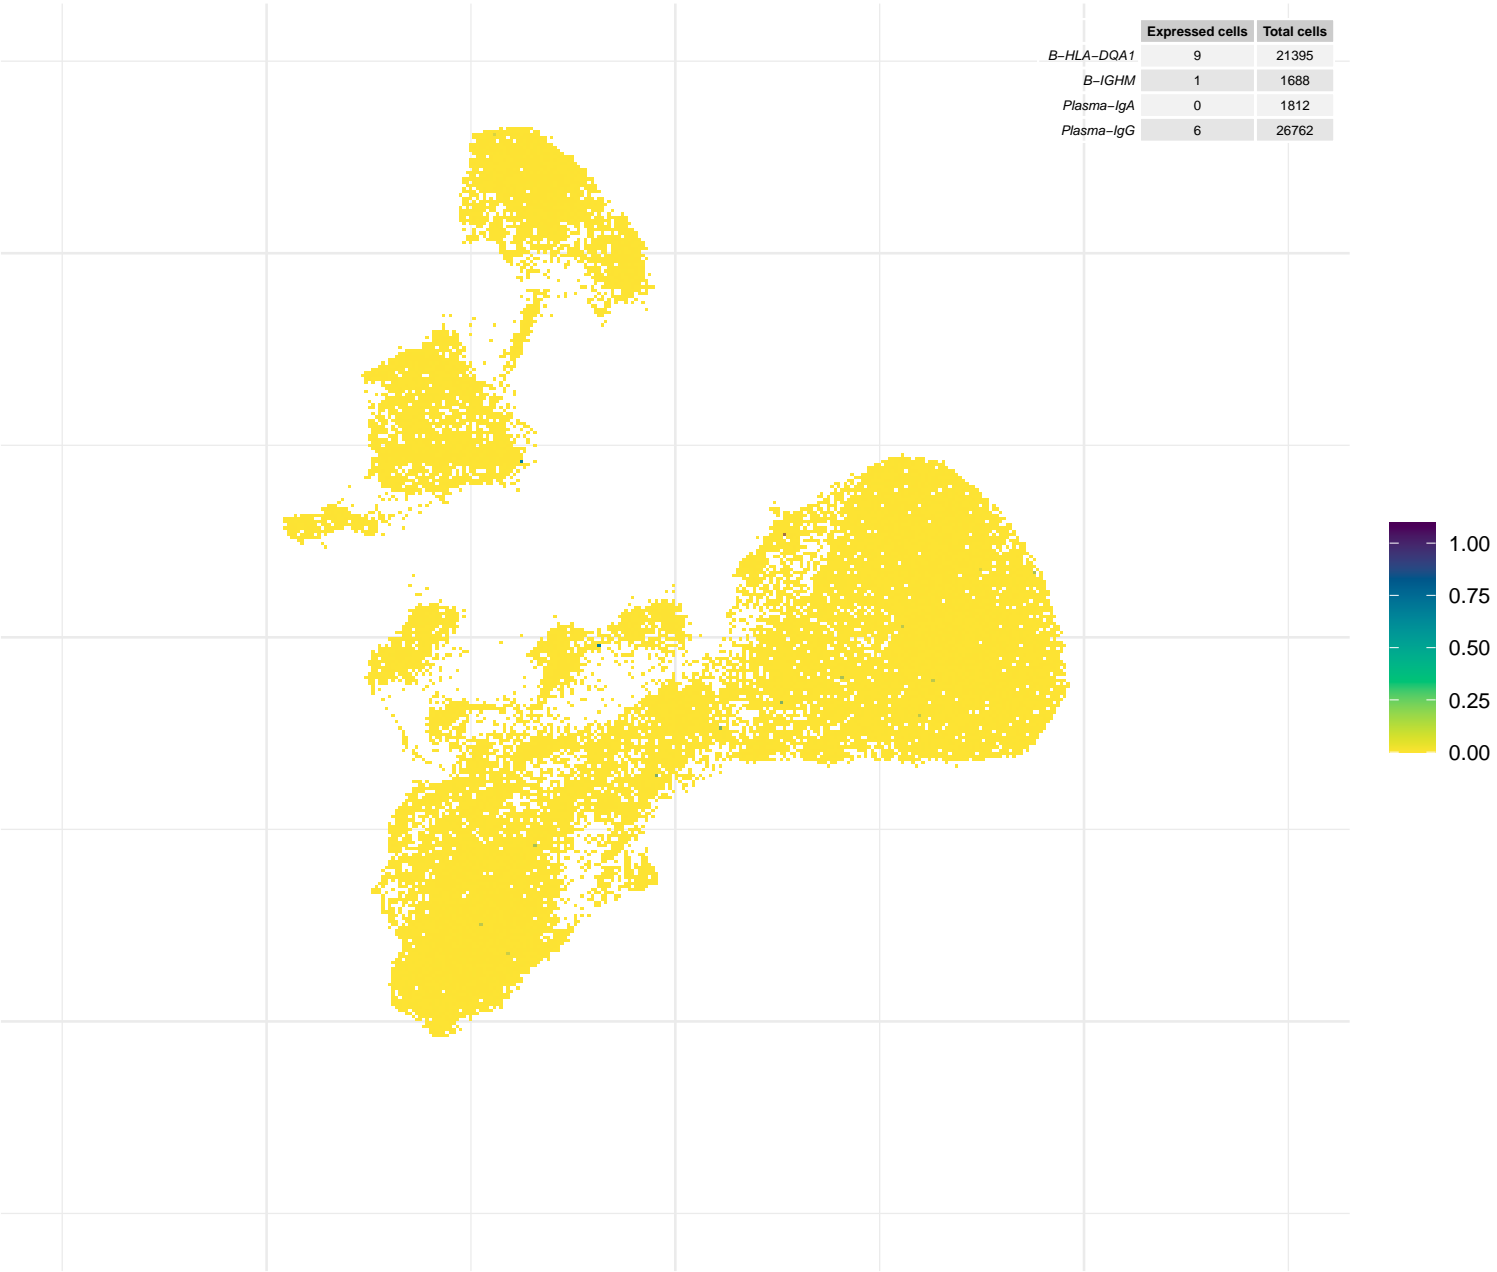 Expressed cells Total cells
B−HLA−DQA1 9 21395
B−IGHM 1 1688
Plasma−IgA 0 1812
Plasma−IgG 6 26762
1.00
0.75
0.50
0.25
0.00